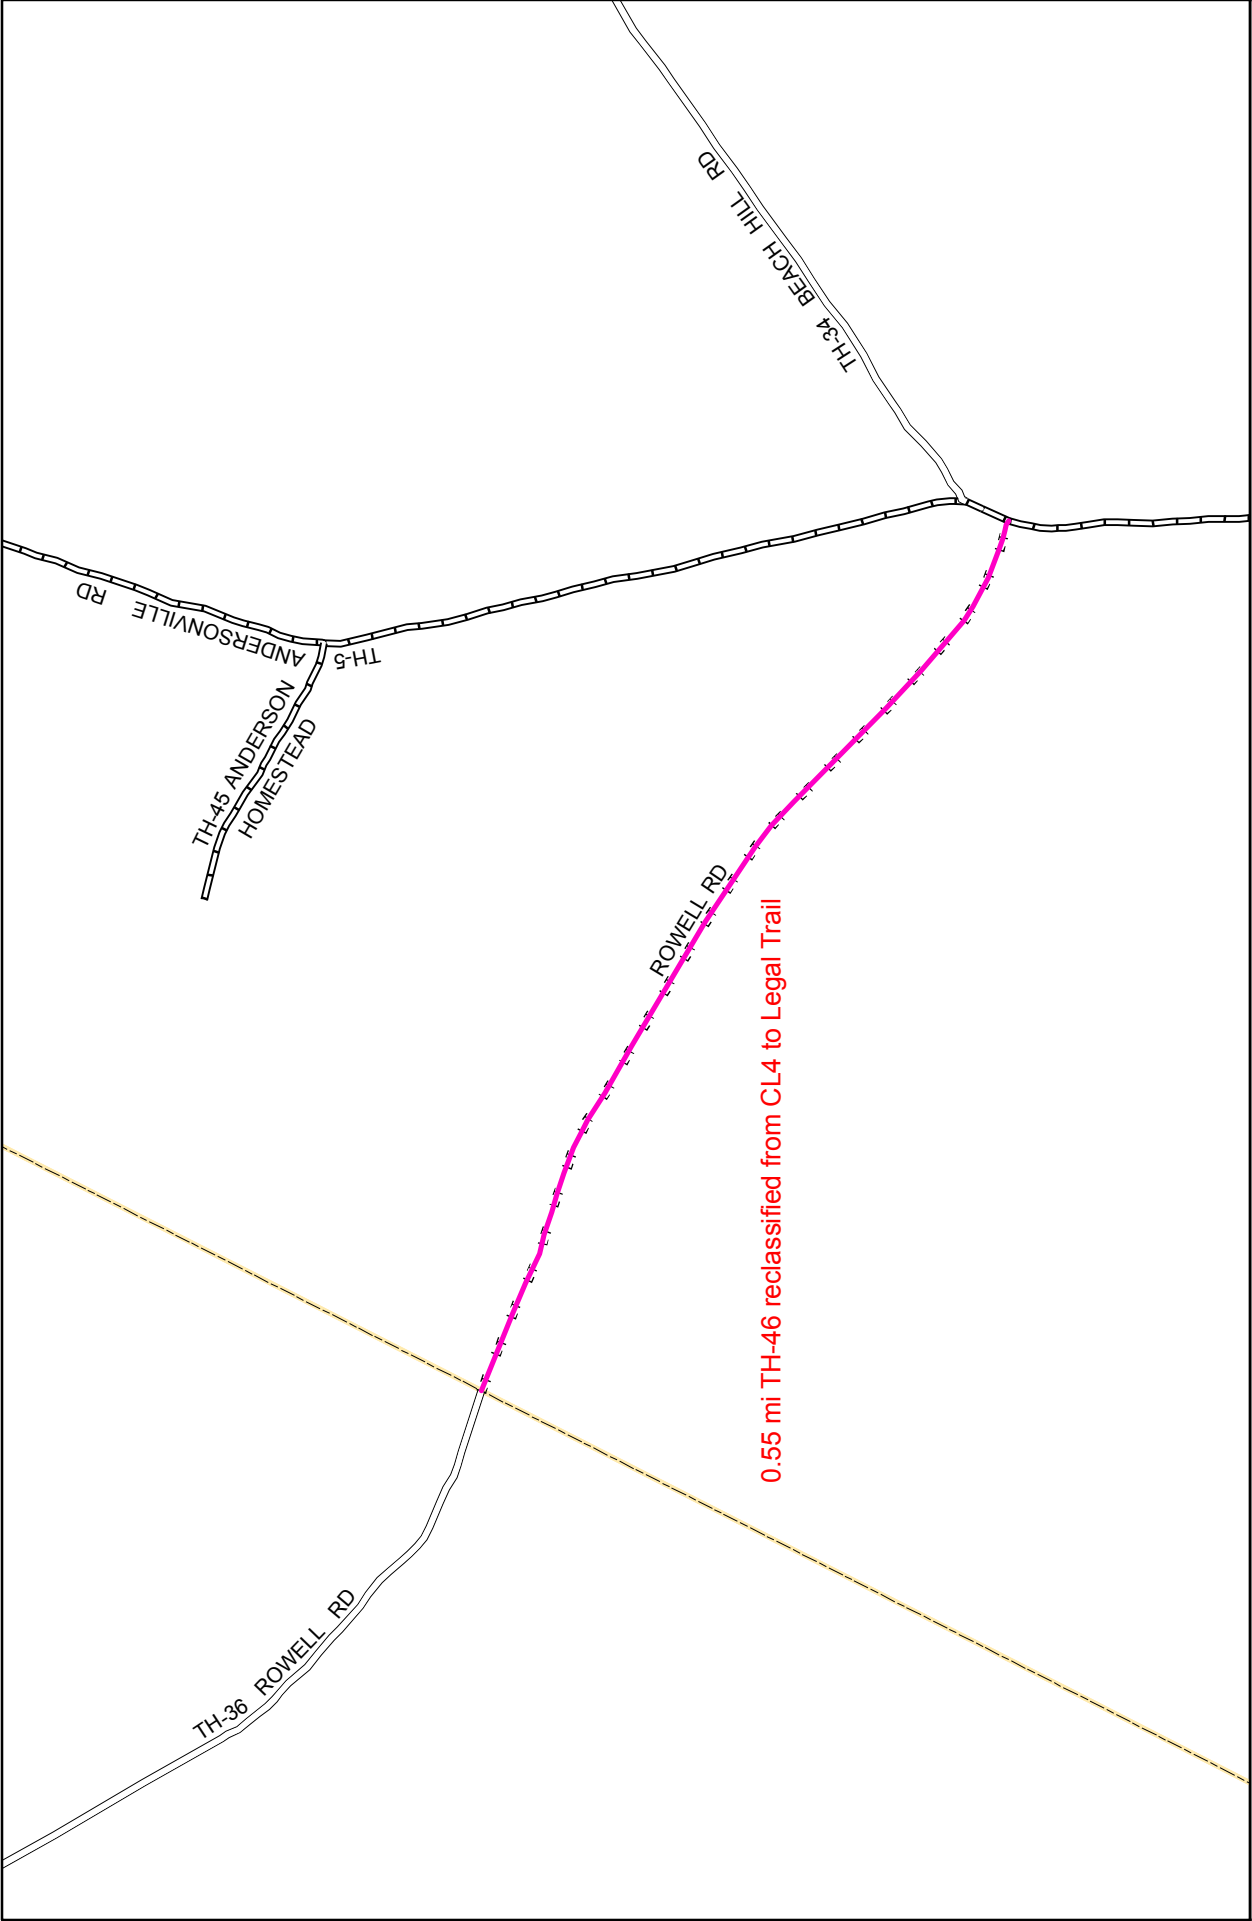 TH-34 BEACH HILL RD
TH-5 ANDERSONVILLE RD
TH-45 ANDERSON
HOMESTEAD
ROWELL RD
0.55 mi TH-46 reclassified from CL4 to Legal Trail
TH-36 ROWELL RD